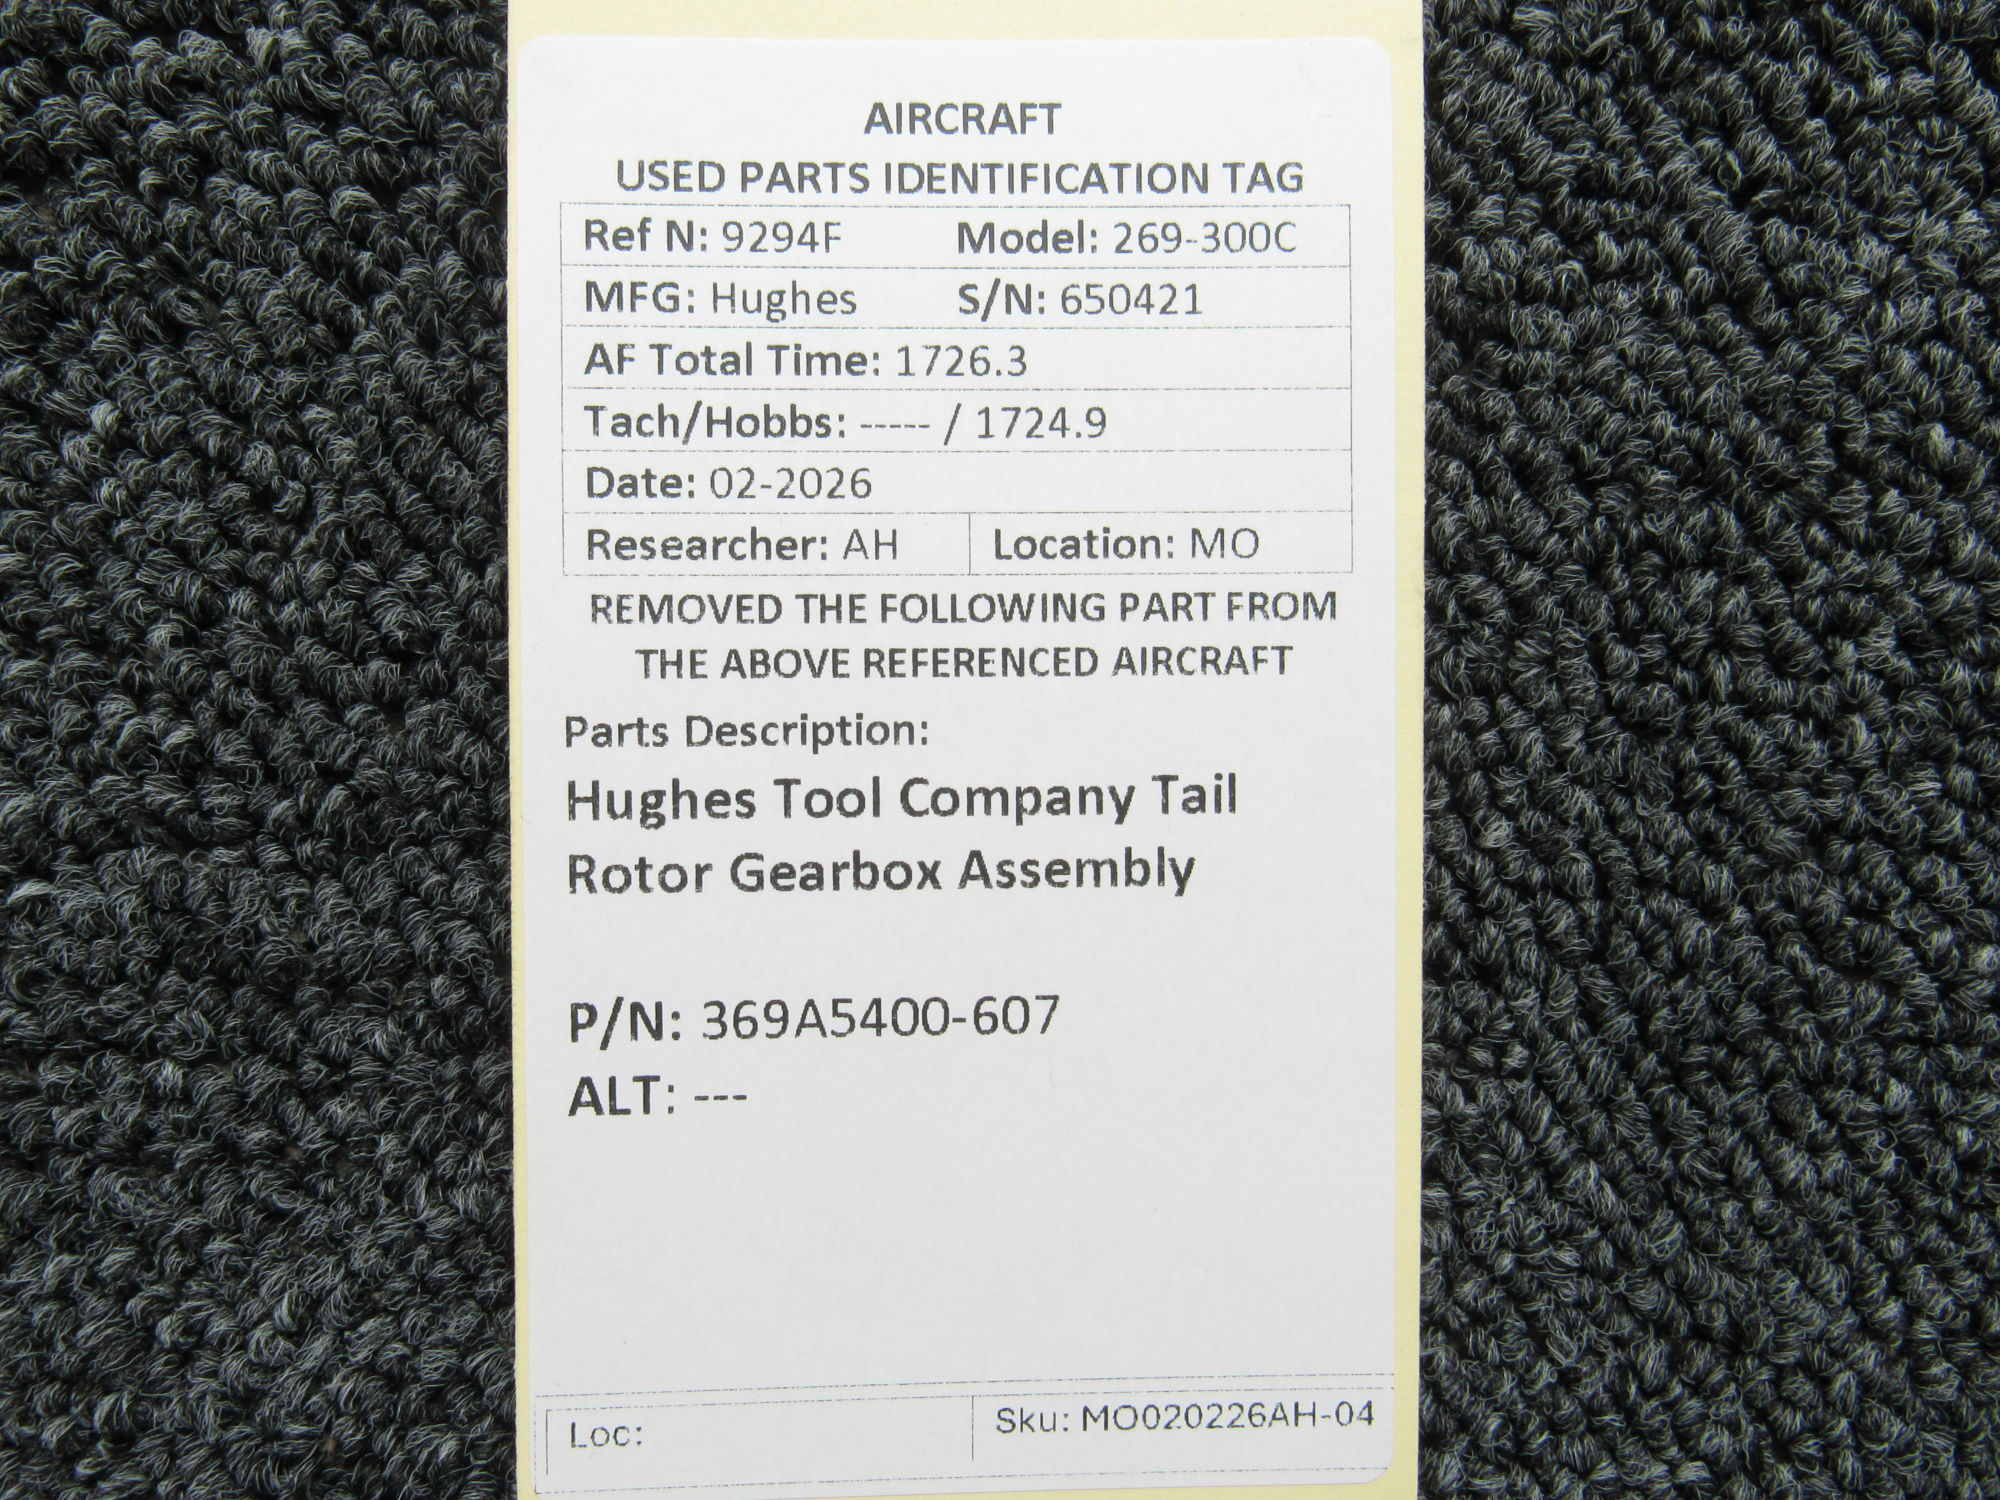 AIRCRAFT
USED PARTS IDENTIFICATION TAG
Ref N: 9294F Model: 269-300C
MFG: Hughes S/N: 650421
AF Total Time: 1726.3
Tach/Hobbs: ----- / 1724.9
Date: 02-2026
Researcher: AH Location: MO
REMOVED THE FOLLOWING PART FROM
THE ABOVE REFERENCED AIRCRAFT
Parts Description:
Hughes Tool Company Tail
Rotor Gearbox Assembly
P/N: 369A5400-607
ALT: ---
Loc: Sku: MO020226AH-04